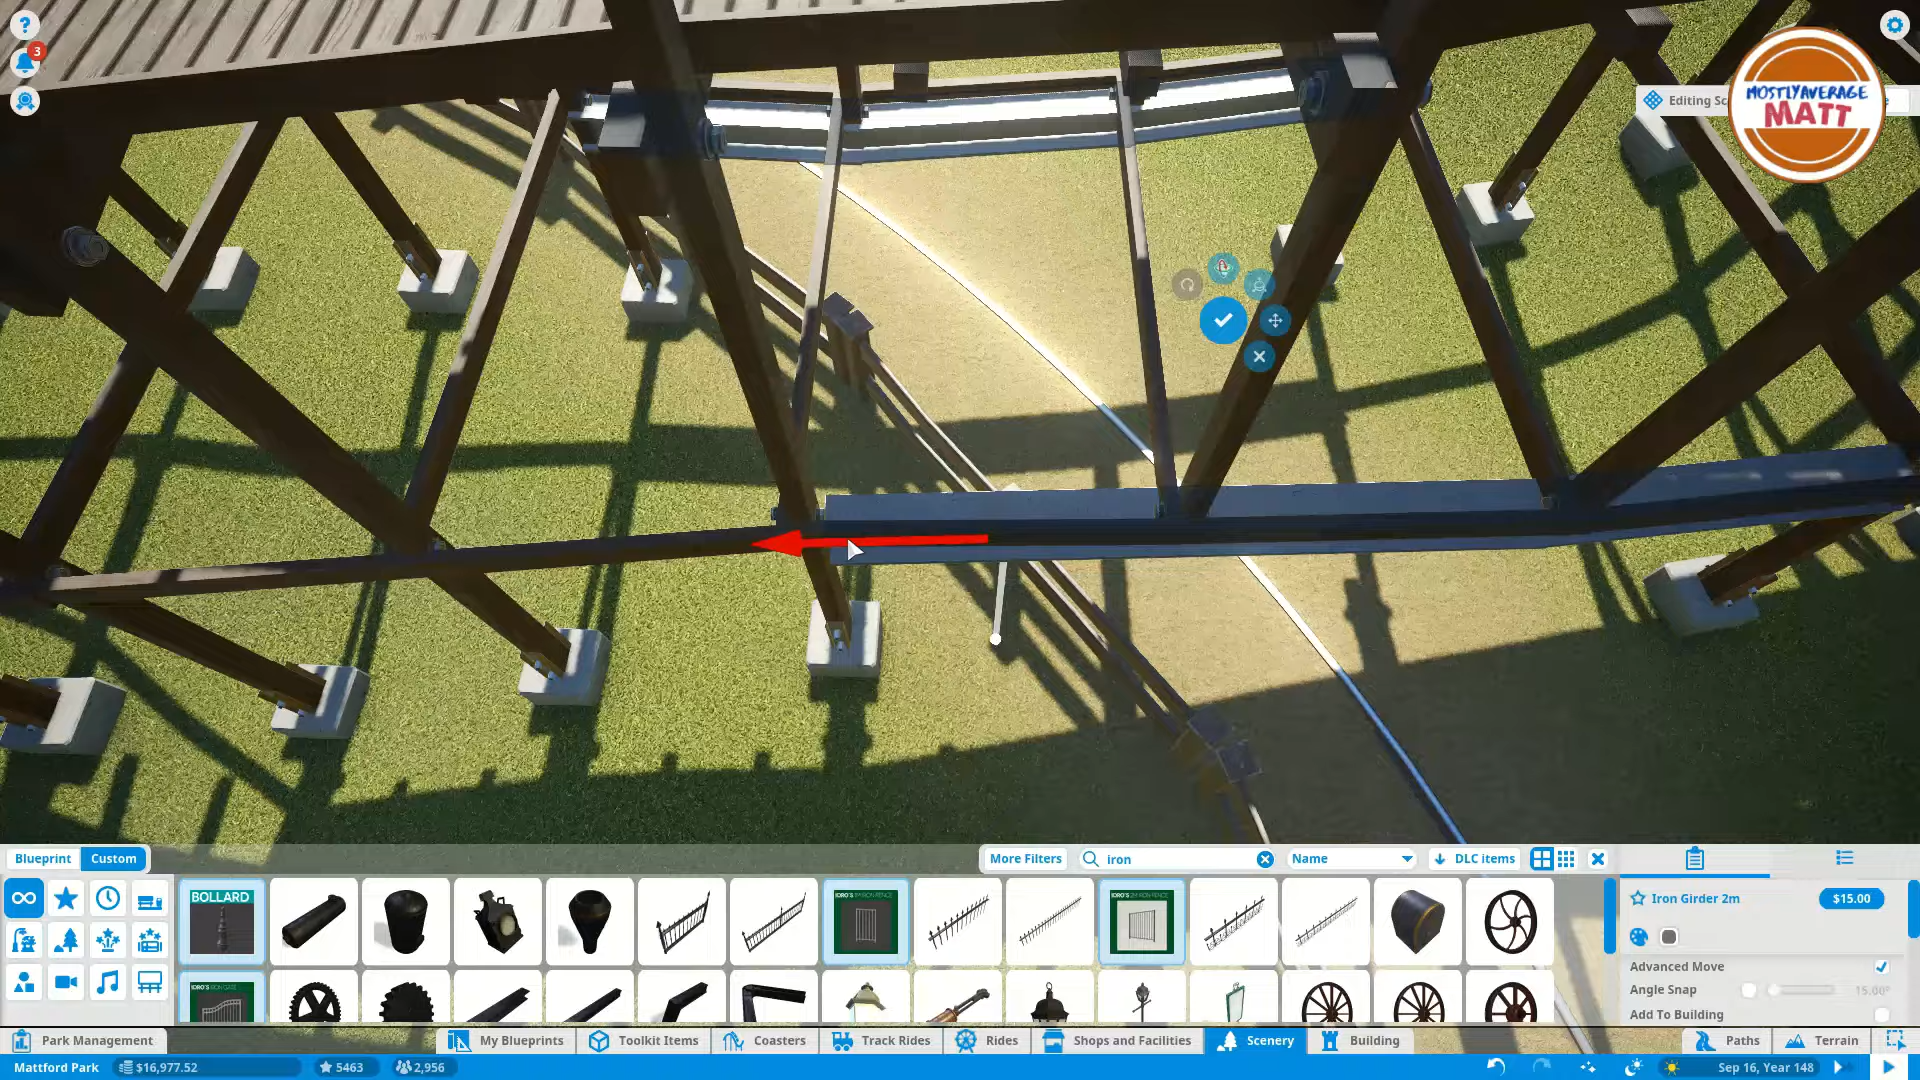 ?
3
Editing Sc
MOSTLYAVERAGE
MATT
e
Blueprint
Custom
More Filters
iron
Name
DLC items
BOLLARD
Iron Girder 2m
$15.00
Advanced Move
Angle Snap
15.00°
Add To Building
Park Management
My Blueprints
Toolkit Items
Coasters
Track Rides
Rides
Shops and Facilities
Scenery
Building
Paths
Terrain
Mattford Park
$16,977.52
5463
2,956
Sep 16, Year 148